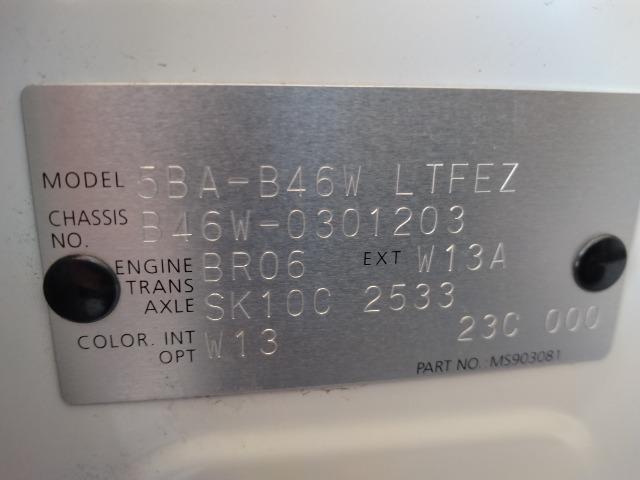 MODEL 5BA-B46W LTFEZ
CHASSIS NO. B46W-0301203
ENGINE BR06 EXT W13A
TRANS AXLE SK10C 2533
COLOR. INT OPT W13 23C 000
PART NO.: MS903081